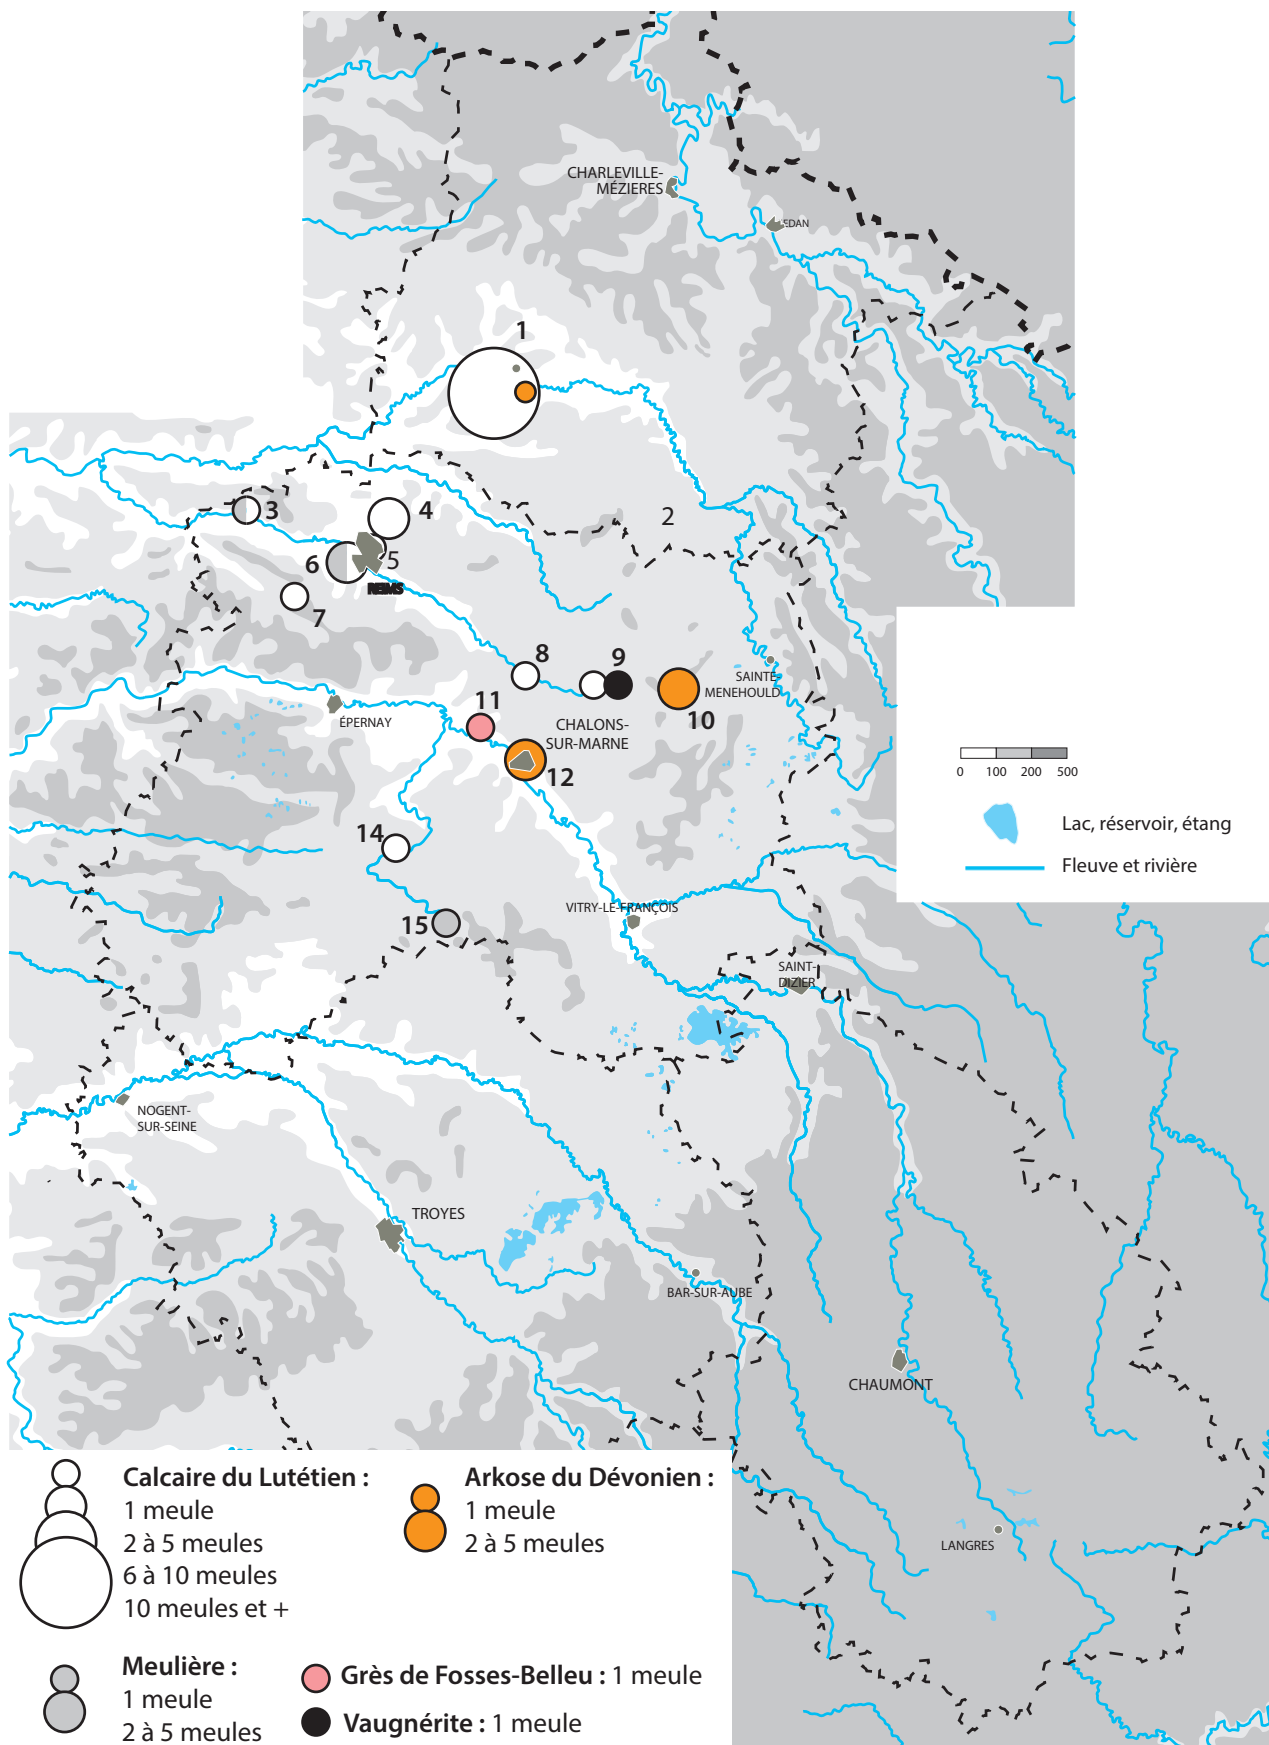 CHARLEVILLE-
MÉZIERES
EDAN
1
2
3
4
5
6
REIMS
7
8
9
SAINTE-
MENEHOULD
10
11
ÉPERNAY
CHALONS-
SUR-MARNE
12
0 100 200 500
Lac, réservoir, étang
Fleuve et rivière
14
15
VITRY-LE-FRANÇOIS
SAINT-
DIZIER
NOGENT-
SUR-SEINE
TROYES
BAR-SUR-AUBE
CHAUMONT
LANGRES
Calcaire du Lutétien :
1 meule
2 à 5 meules
6 à 10 meules
10 meules et +
Arkose du Dévonien :
1 meule
2 à 5 meules
Meulière :
1 meule
2 à 5 meules
Grès de Fosses-Belleu : 1 meule
Vaugnérite : 1 meule